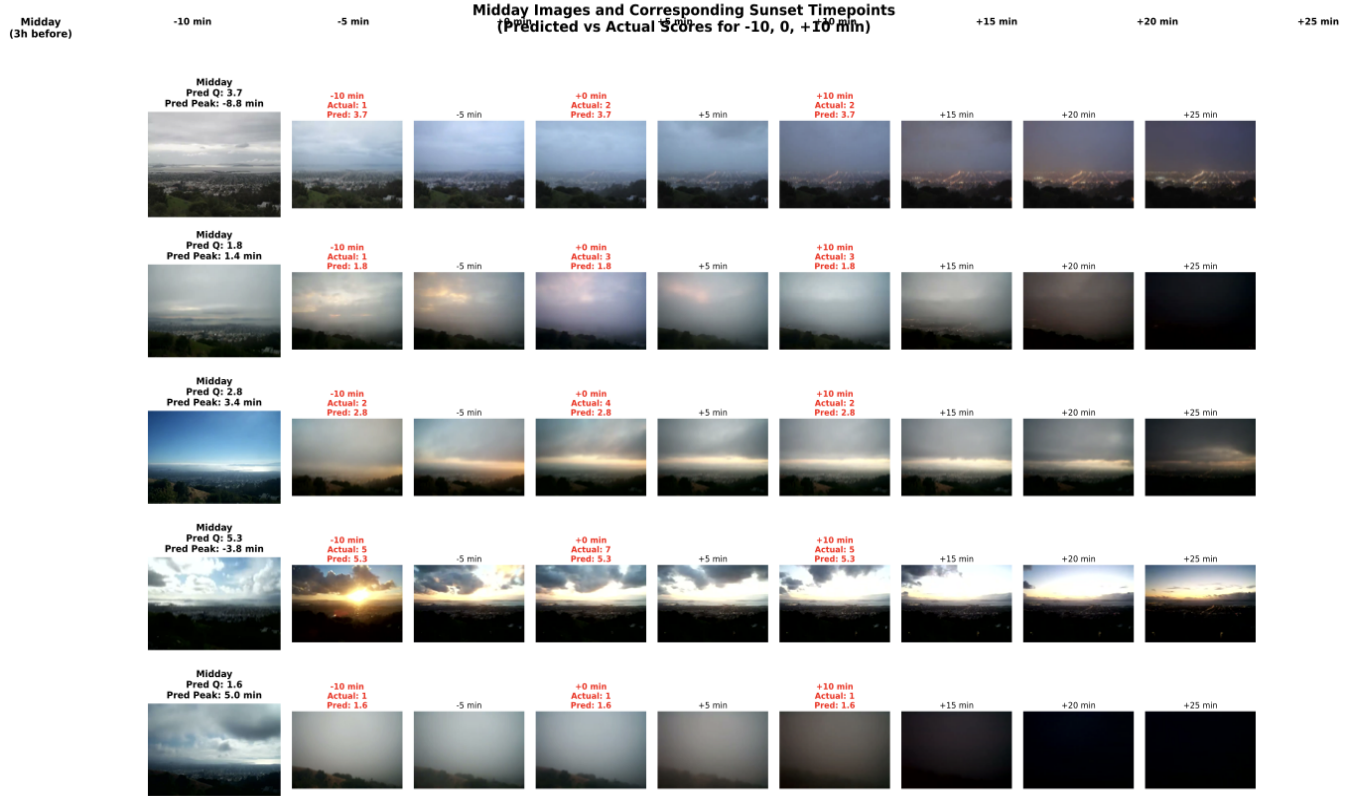 Midday Images and Corresponding Sunset Timepoints
(Predicted vs Actual Scores for -10, 0, +10 min)
Midday
(3h before)
-10 min
-5 min
+0 min
+5 min
+10 min
+15 min
+20 min
+25 min
Midday
Pred Q: 3.7
Pred Peak: -8.8 min
-10 min
Actual: 1
Pred: 3.7
-5 min
+0 min
Actual: 2
Pred: 3.7
+5 min
+10 min
Actual: 2
Pred: 3.7
+15 min
+20 min
+25 min
Midday
Pred Q: 1.8
Pred Peak: 1.4 min
-10 min
Actual: 1
Pred: 1.8
-5 min
+0 min
Actual: 3
Pred: 1.8
+5 min
+10 min
Actual: 3
Pred: 1.8
+15 min
+20 min
+25 min
Midday
Pred Q: 2.8
Pred Peak: 3.4 min
-10 min
Actual: 2
Pred: 2.8
-5 min
+0 min
Actual: 4
Pred: 2.8
+5 min
+10 min
Actual: 2
Pred: 2.8
+15 min
+20 min
+25 min
Midday
Pred Q: 5.3
Pred Peak: -3.8 min
-10 min
Actual: 5
Pred: 5.3
-5 min
+0 min
Actual: 7
Pred: 5.3
+5 min
+10 min
Actual: 5
Pred: 5.3
+15 min
+20 min
+25 min
Midday
Pred Q: 1.6
Pred Peak: 5.0 min
-10 min
Actual: 1
Pred: 1.6
-5 min
+0 min
Actual: 1
Pred: 1.6
+5 min
+10 min
Actual: 1
Pred: 1.6
+15 min
+20 min
+25 min